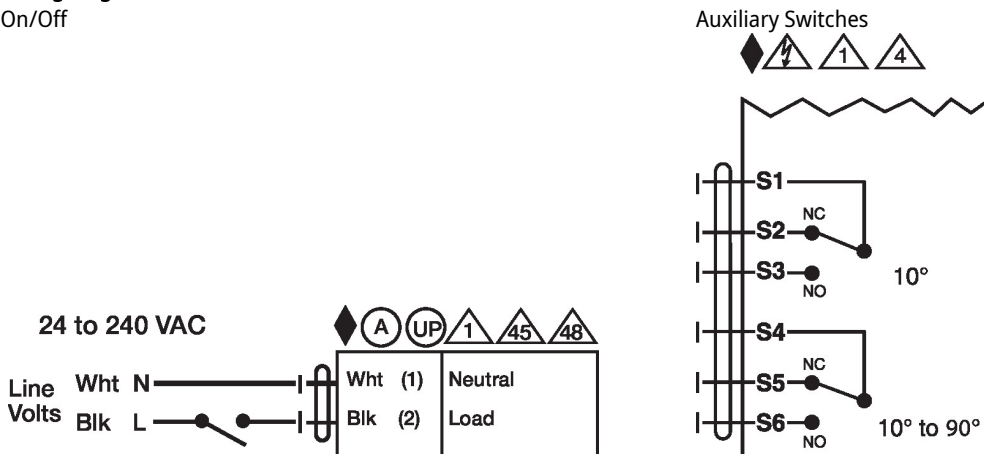 On/Off
24 to 240 VAC
A UP 1 45 48
Line Volts
Wht N
Wht (1) Neutral
Blk L
Blk (2) Load
Auxiliary Switches
1 4
S1
NC
S2
S3
NO
10°
S4
NC
S5
S6
NO
10° to 90°